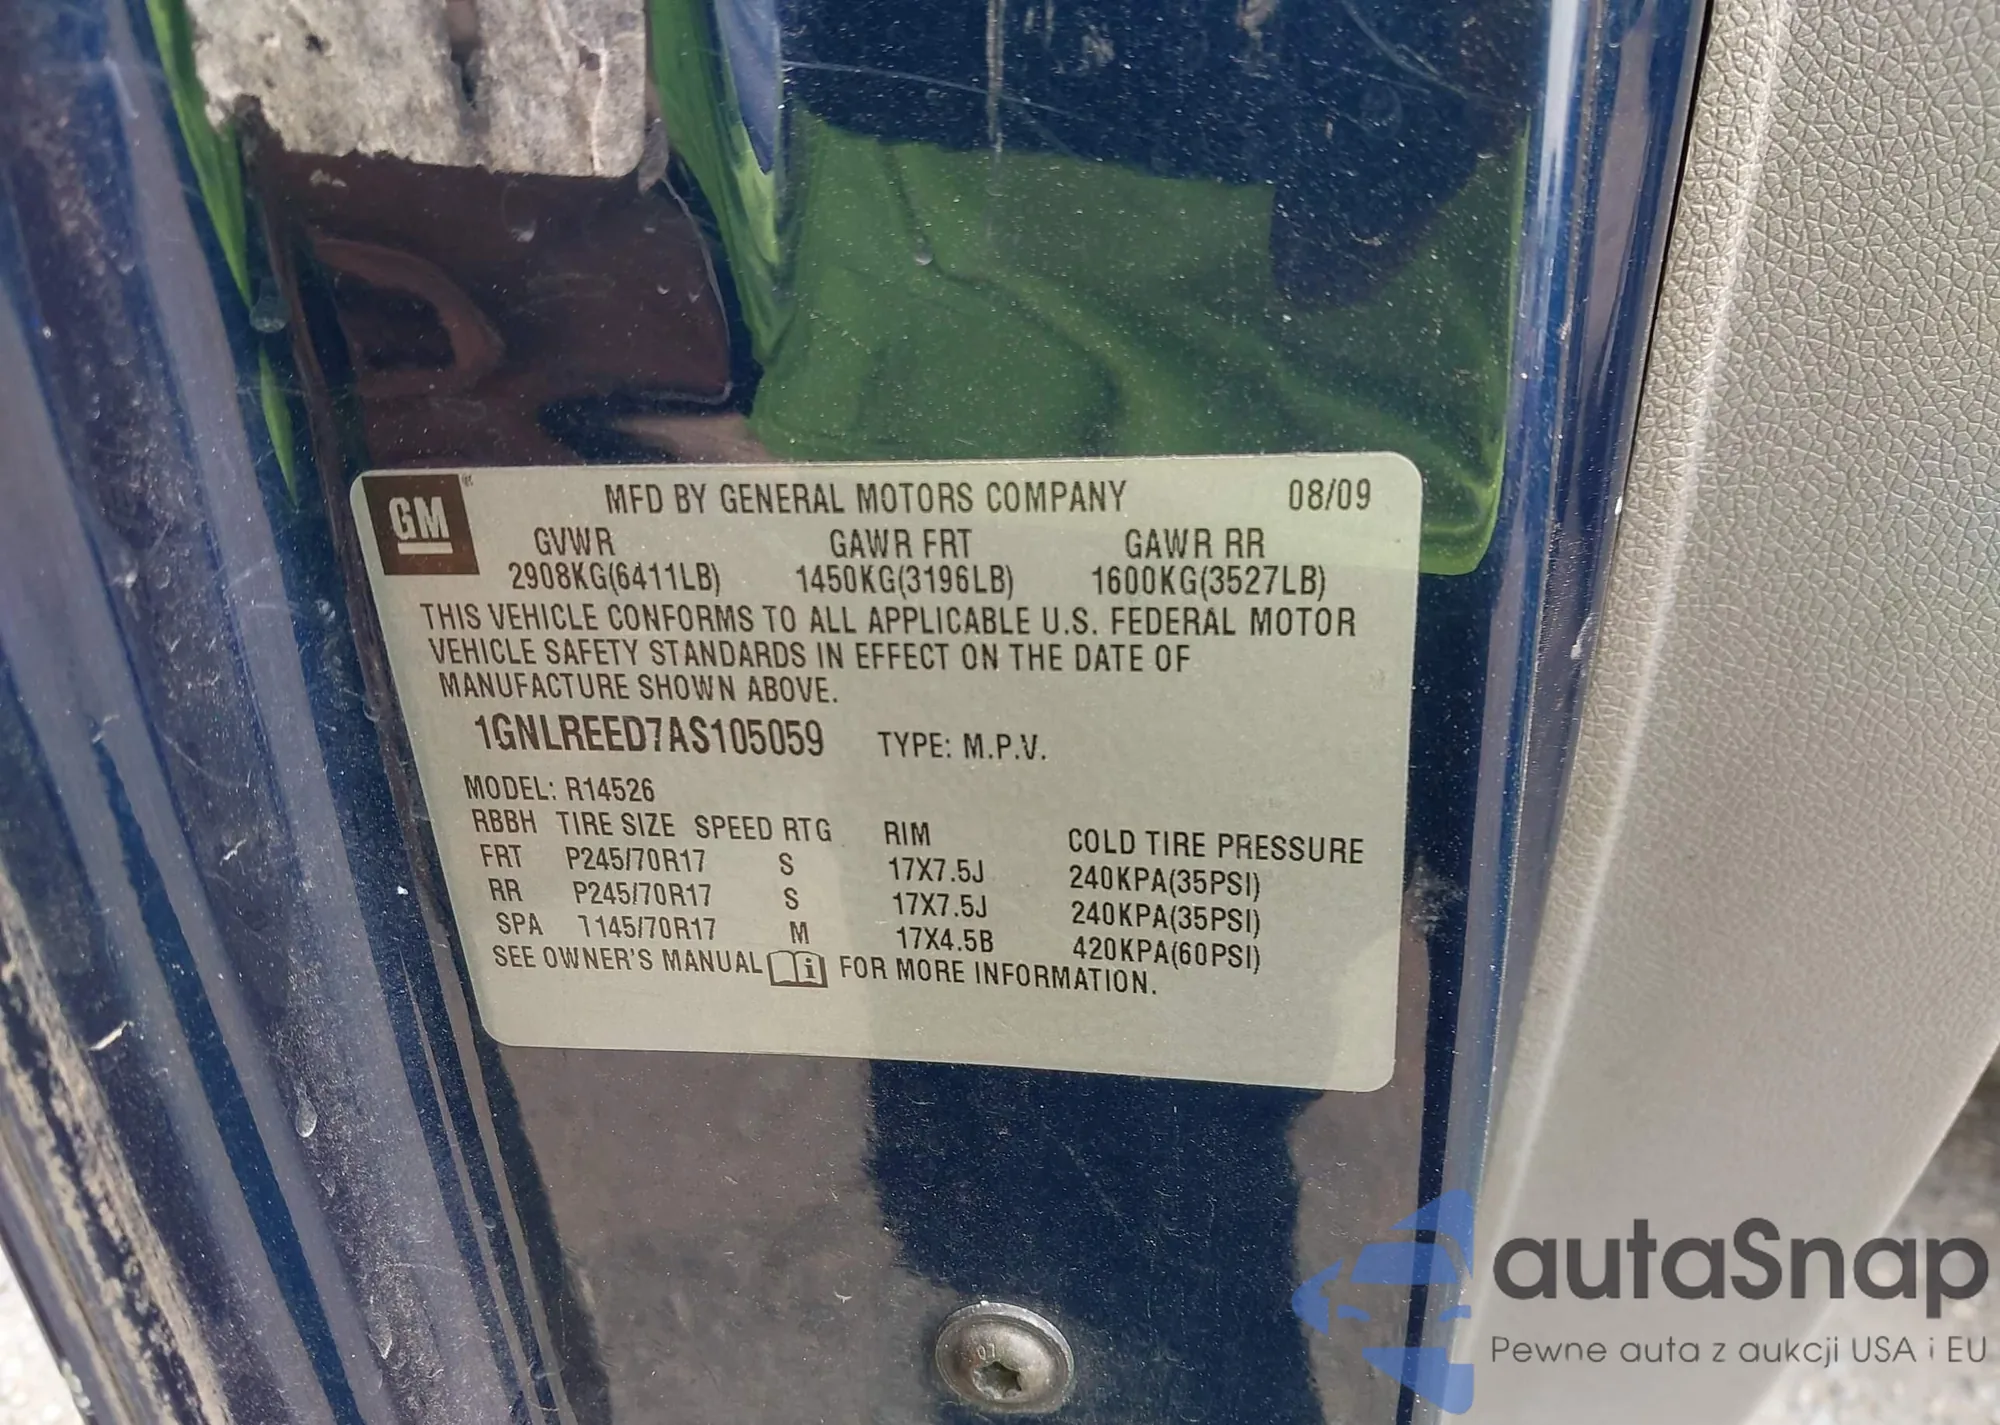 GM
MFD BY GENERAL MOTORS COMPANY 08/09
GVWR GAWR FRT GAWR RR
2908KG(6411LB) 1450KG(3196LB) 1600KG(3527LB)
THIS VEHICLE CONFORMS TO ALL APPLICABLE U.S. FEDERAL MOTOR
VEHICLE SAFETY STANDARDS IN EFFECT ON THE DATE OF
MANUFACTURE SHOWN ABOVE.
1GNLREED7AS105059 TYPE: M.P.V.
MODEL: R14526
RBBH TIRE SIZE SPEED RTG RIM COLD TIRE PRESSURE
FRT P245/70R17 S 17X7.5J 240KPA(35PSI)
RR P245/70R17 S 17X7.5J 240KPA(35PSI)
SPA T145/70R17 M 17X4.5B 420KPA(60PSI)
SEE OWNER'S MANUAL i FOR MORE INFORMATION.
autaSnap
Pewne auta z aukcji USA i EU